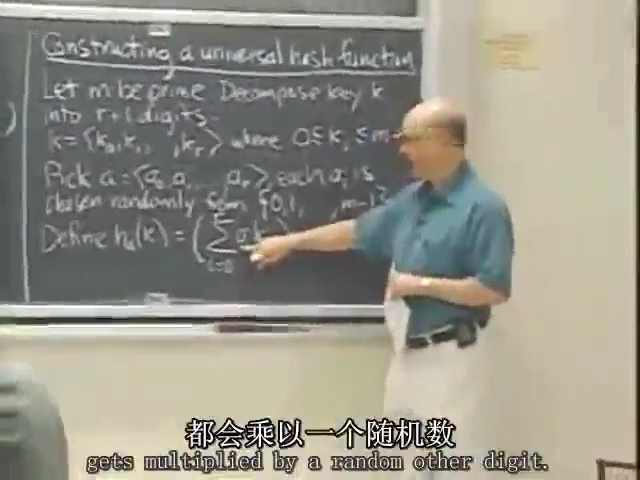 Constructing a universal hash function
Let m be prime. Decompose key k
into r+1 digits:
k = ⟨k₀, k₁, , kᵣ⟩ where 0 ≤ kᵢ ≤ m-
Pick a = ⟨a₀, a₁, , aᵣ⟩ each aᵢ is
chosen randomly from {0,1, , m-1}
Define hₐ(k) = (∑ aᵢk
i=0
都会乘以一个随机数
gets multiplied by a random other digit.